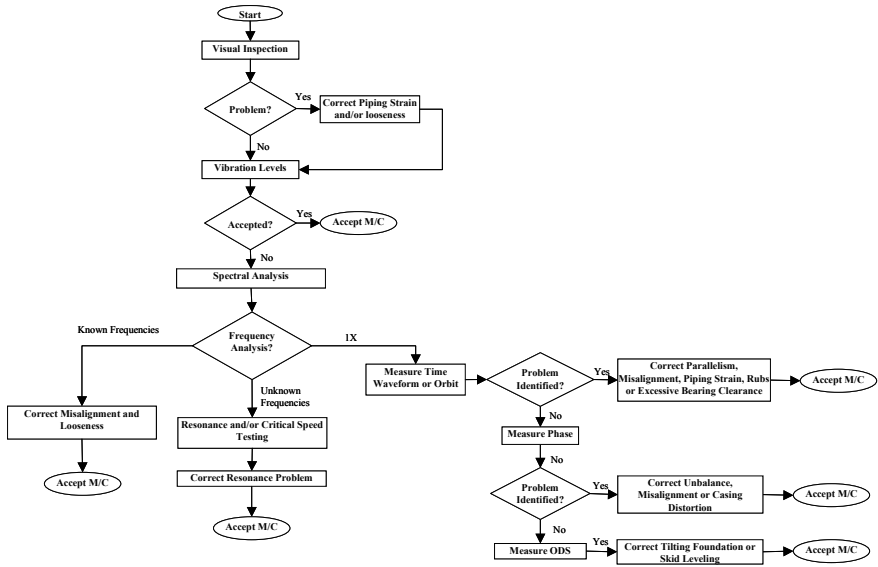 Start
Visual Inspection
Problem?
Yes
Correct Piping Strain
and/or looseness
No
Vibration Levels
Accepted?
Yes
Accept M/C
No
Spectral Analysis
Frequency
Analysis?
Known Frequencies
1X
Unknown
Frequencies
Correct Misalignment and
Looseness
Accept M/C
Resonance and/or Critical Speed
Testing
Correct Resonance Problem
Accept M/C
Measure Time
Waveform or Orbit
Problem
Identified?
Yes
Correct Parallelism,
Misalignment, Piping Strain, Rubs
or Excessive Bearing Clearance
Accept M/C
No
Measure Phase
No
Problem
Identified?
Yes
Correct Unbalance,
Misalignment or Casing
Distortion
Accept M/C
No
Measure ODS
Yes
Correct Tilting Foundation or
Skid Leveling
Accept M/C